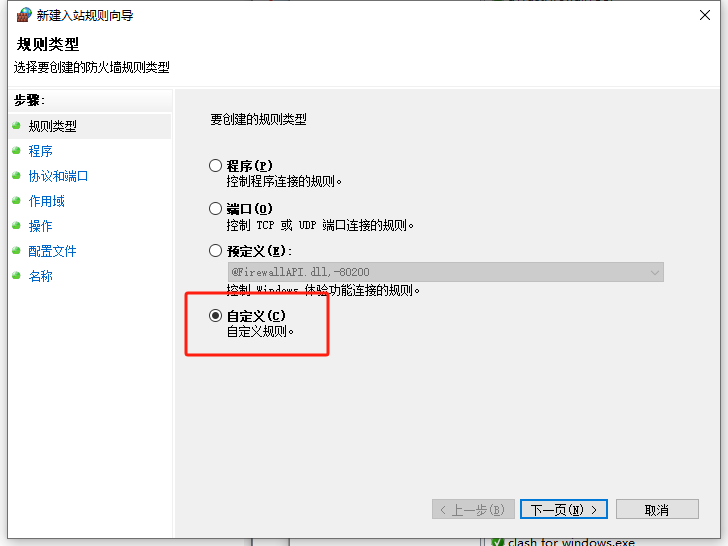 新建入站规则向导
规则类型
选择要创建的防火墙规则类型
步骤:
规则类型
程序
协议和端口
作用域
操作
配置文件
名称
要创建的规则类型
程序(P)
控制程序连接的规则。
端口(O)
控制 TCP 或 UDP 端口连接的规则。
预定义(E):
@FirewallAPI.dll,-80200
控制 Windows 体验功能连接的规则。
自定义(C)
自定义规则。
< 上一步(B)
下一页(N) >
取消
clash for windows.exe